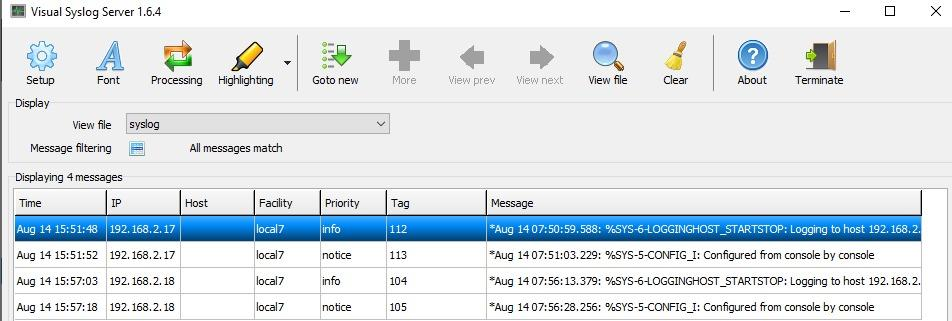 Visual Syslog Server 1.6.4
Setup Font Processing Highlighting Goto new More View prev View next View file Clear About Terminate
Display
View file syslog
Message filtering All messages match
Displaying 4 messages
Time IP Host Facility Priority Tag Message
Aug 14 15:51:48 192.168.2.17 local7 info 112 *Aug 14 07:50:59.588: %SYS-6-LOGGINGHOST_STARTSTOP: Logging to host 192.168.2.
Aug 14 15:51:52 192.168.2.17 local7 notice 113 *Aug 14 07:51:03.229: %SYS-5-CONFIG_I: Configured from console by console
Aug 14 15:57:03 192.168.2.18 local7 info 104 *Aug 14 07:56:13.379: %SYS-6-LOGGINGHOST_STARTSTOP: Logging to host 192.168.2.
Aug 14 15:57:18 192.168.2.18 local7 notice 105 *Aug 14 07:56:28.256: %SYS-5-CONFIG_I: Configured from console by console